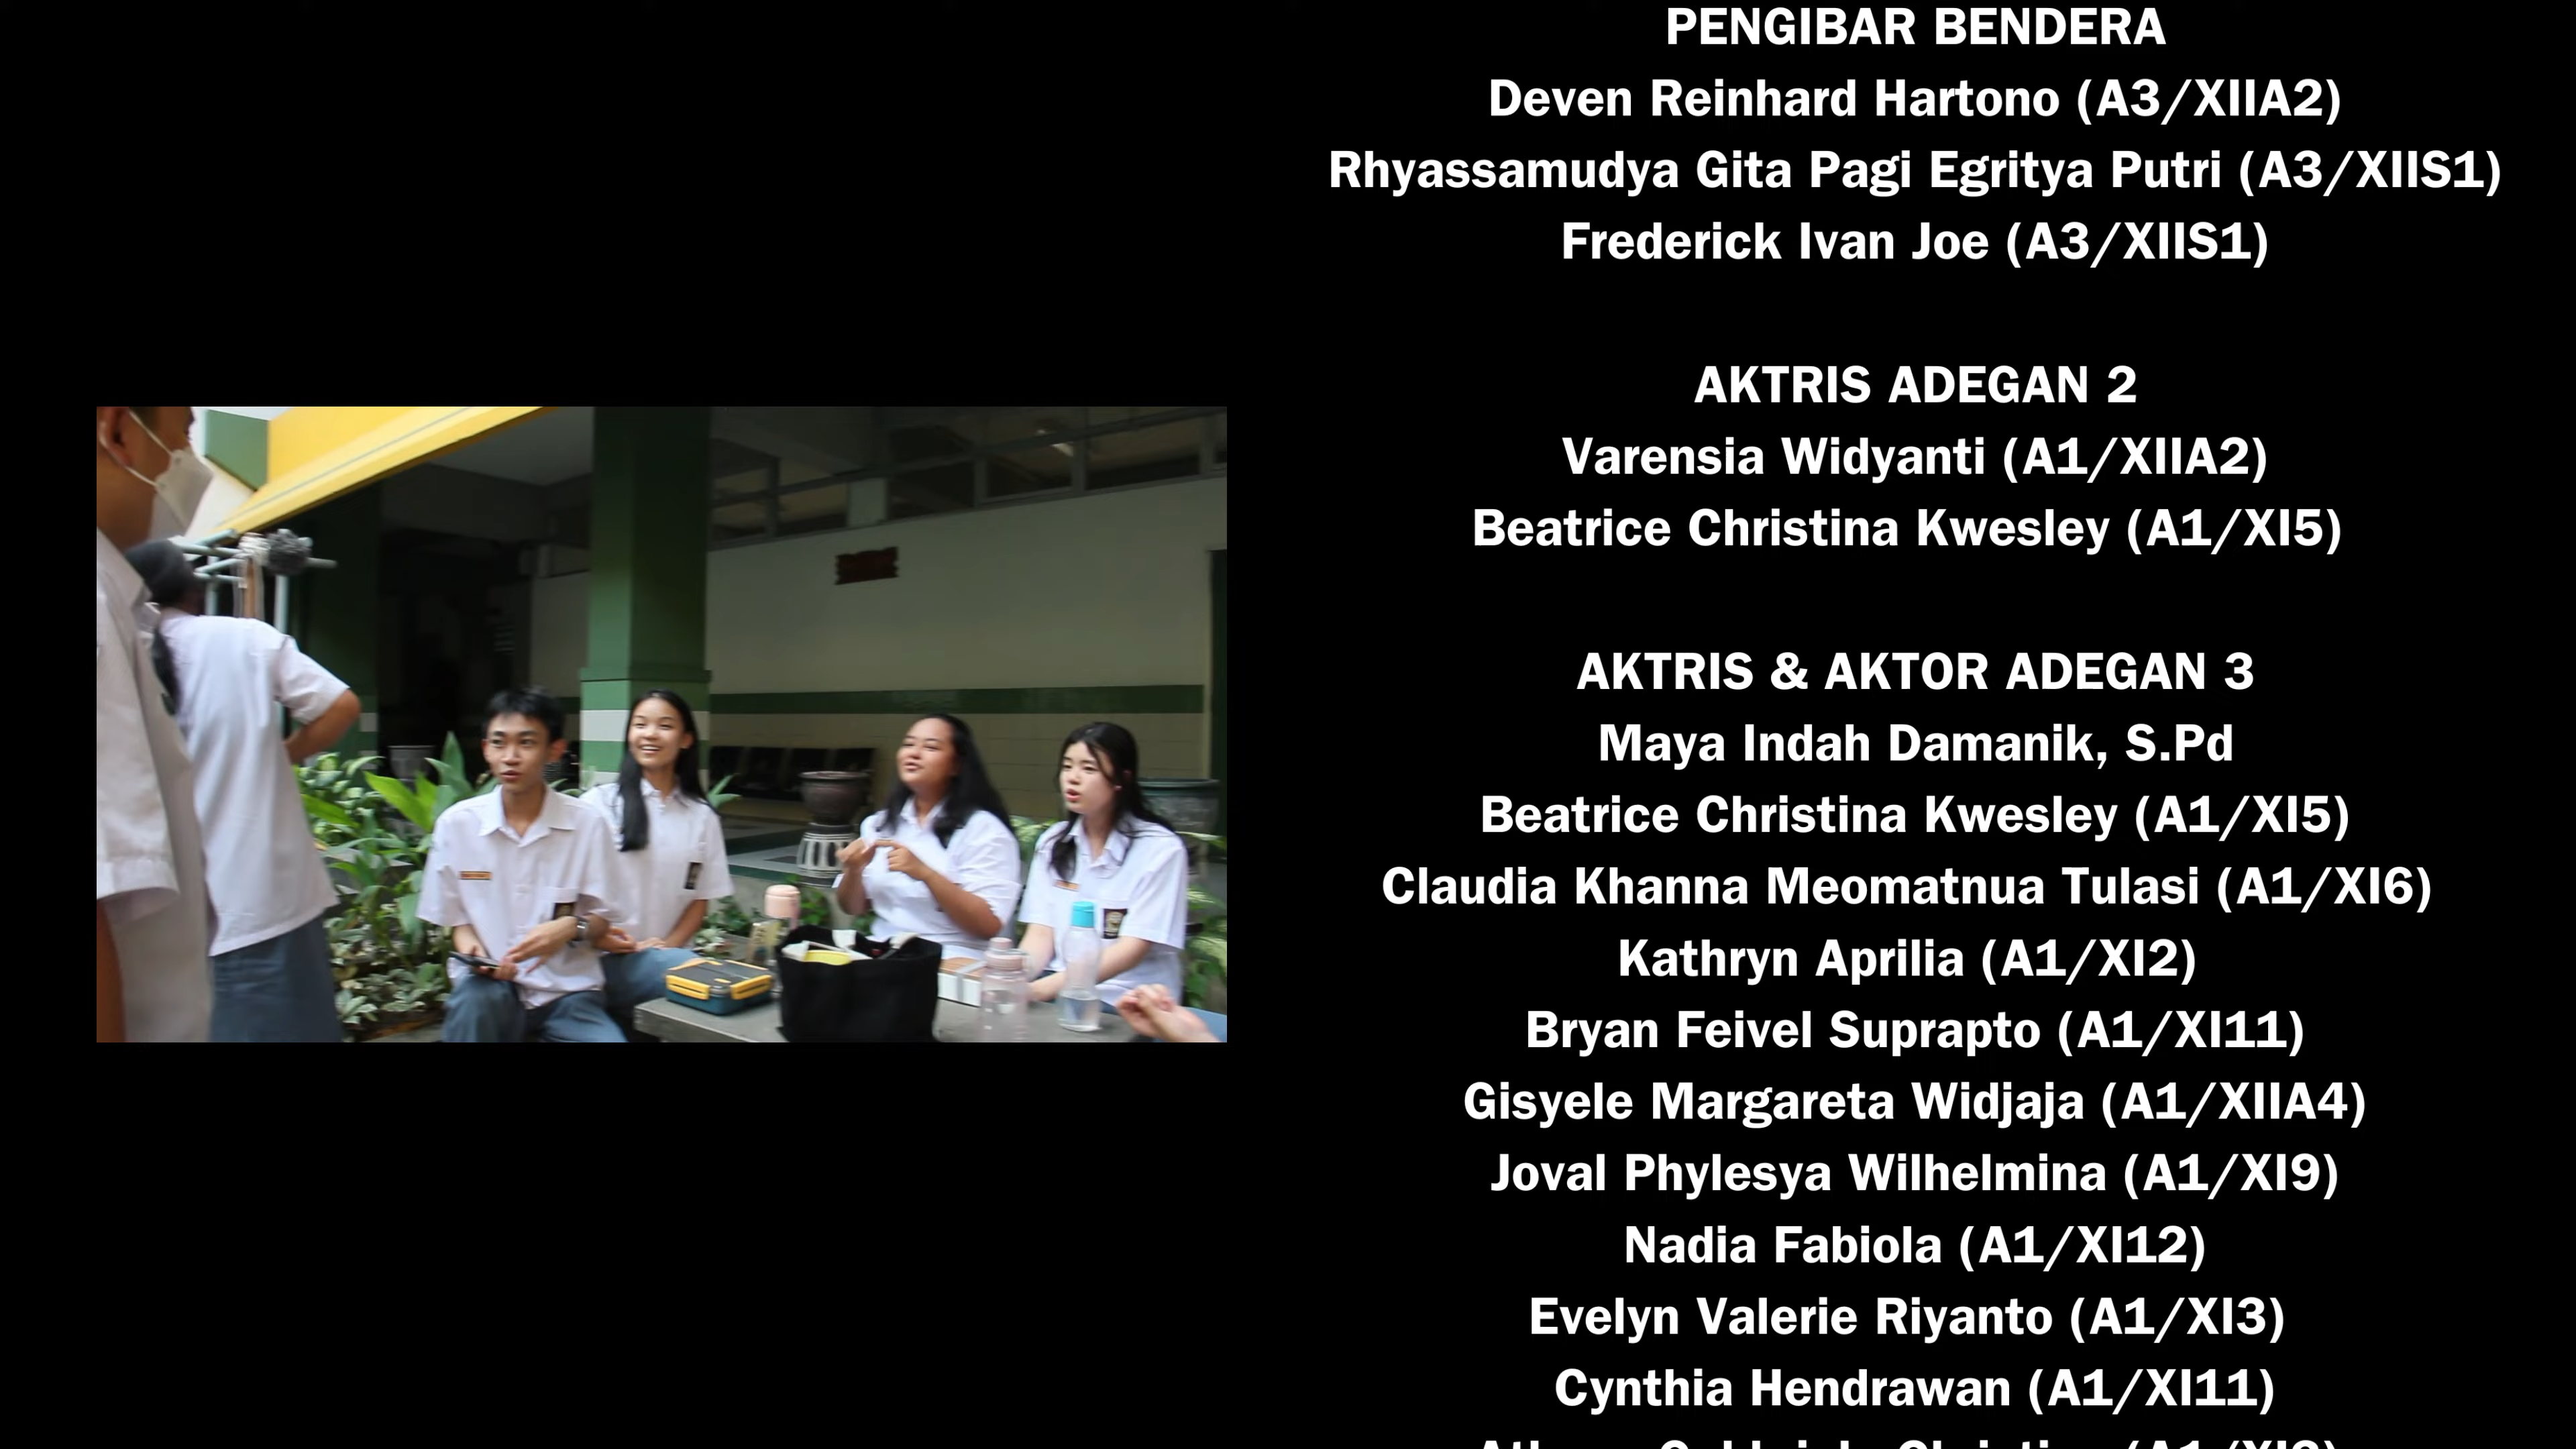 PENGIBAR BENDERA
Deven Reinhard Hartono (A3/XIIA2)
Rhyassamudya Gita Pagi Egritya Putri (A3/XIIS1)
Frederick Ivan Joe (A3/XIIS1)
AKTRIS ADEGAN 2
Varensia Widyanti (A1/XIIA2)
Beatrice Christina Kwesley (A1/XI5)
AKTRIS & AKTOR ADEGAN 3
Maya Indah Damanik, S.Pd
Beatrice Christina Kwesley (A1/XI5)
Claudia Khanna Meomatnua Tulasi (A1/XI6)
Kathryn Aprilia (A1/XI2)
Bryan Feivel Suprapto (A1/XI11)
Gisyele Margareta Widjaja (A1/XIIA4)
Joval Phylesya Wilhelmina (A1/XI9)
Nadia Fabiola (A1/XI12)
Evelyn Valerie Riyanto (A1/XI3)
Cynthia Hendrawan (A1/XI11)